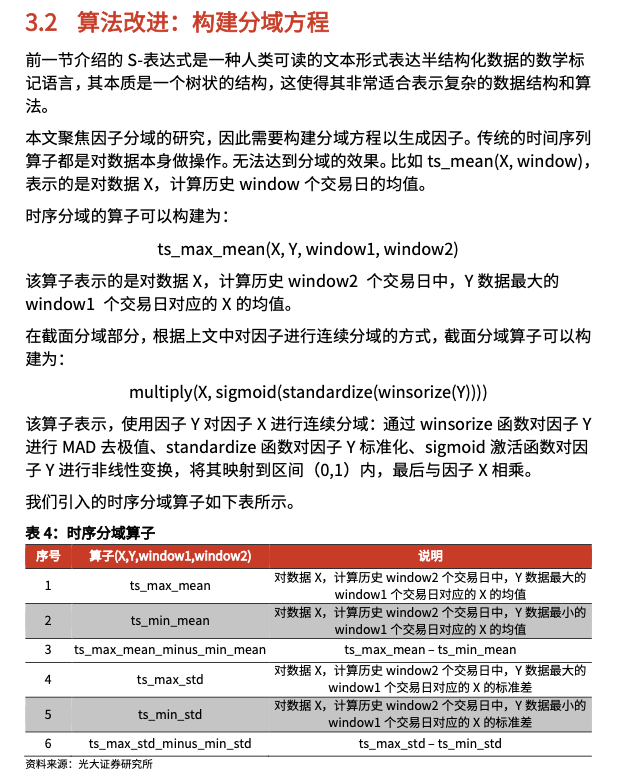 3.2 算法改进：构建分域方程
前一节介绍的 S-表达式是一种人类可读的文本形式表达半结构化数据的数学标
记语言，其本质是一个树状的结构，这使得其非常适合表示复杂的数据结构和算
法。
本文聚焦因子分域的研究，因此需要构建分域方程以生成因子。传统的时间序列
算子都是对数据本身做操作。无法达到分域的效果。比如 ts_mean(X, window)，
表示的是对数据 X，计算历史 window 个交易日的均值。
时序分域的算子可以构建为：
ts_max_mean(X, Y, window1, window2)
该算子表示的是对数据 X，计算历史 window2 个交易日中，Y 数据最大的
window1 个交易日对应的 X 的均值。
在截面分域部分，根据上文中对因子进行连续分域的方式，截面分域算子可以构
建为：
multiply(X, sigmoid(standardize(winsorize(Y))))
该算子表示，使用因子 Y 对因子 X 进行连续分域：通过 winsorize 函数对因子 Y
进行 MAD 去极值、standardize 函数对因子 Y 标准化、sigmoid 激活函数对因
子 Y 进行非线性变换，将其映射到区间（0,1）内，最后与因子 X 相乘。
我们引入的时序分域算子如下表所示。
表 4：时序分域算子
序号 算子(X,Y,window1,window2) 说明
1 ts_max_mean 对数据 X，计算历史 window2 个交易日中，Y 数据最大的
window1 个交易日对应的 X 的均值
2 ts_min_mean 对数据 X，计算历史 window2 个交易日中，Y 数据最小的
window1 个交易日对应的 X 的均值
3 ts_max_mean_minus_min_mean ts_max_mean – ts_min_mean
4 ts_max_std 对数据 X，计算历史 window2 个交易日中，Y 数据最大的
window1 个交易日对应的 X 的标准差
5 ts_min_std 对数据 X，计算历史 window2 个交易日中，Y 数据最小的
window1 个交易日对应的 X 的标准差
6 ts_max_std_minus_min_std ts_max_std – ts_min_std
资料来源：光大证券研究所